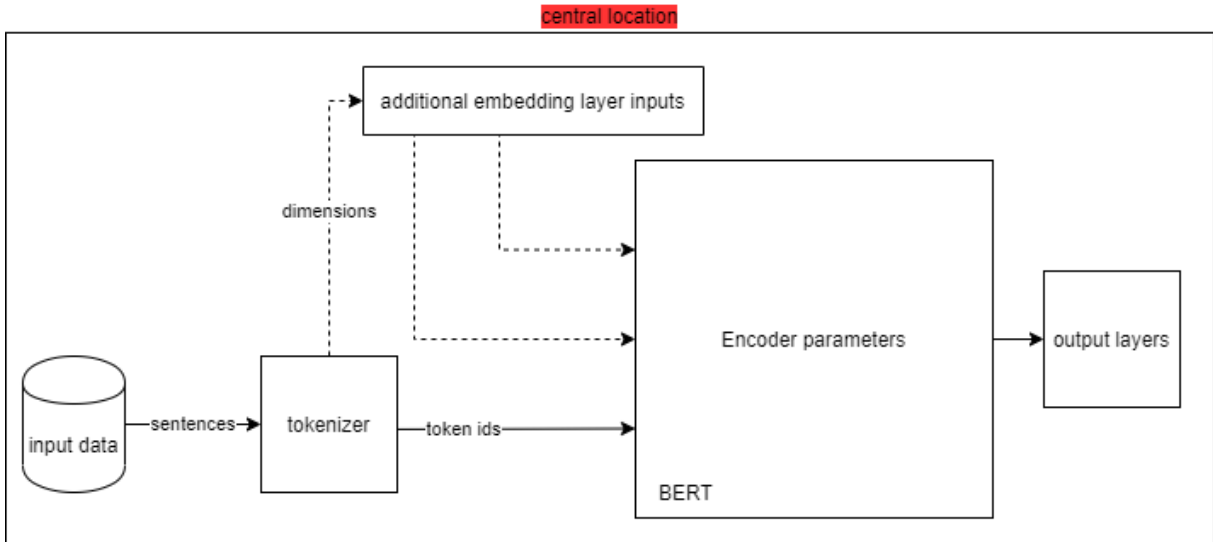 central location
additional embedding layer inputs
dimensions
Encoder parameters
output layers
input data
sentences
tokenizer
token ids
BERT